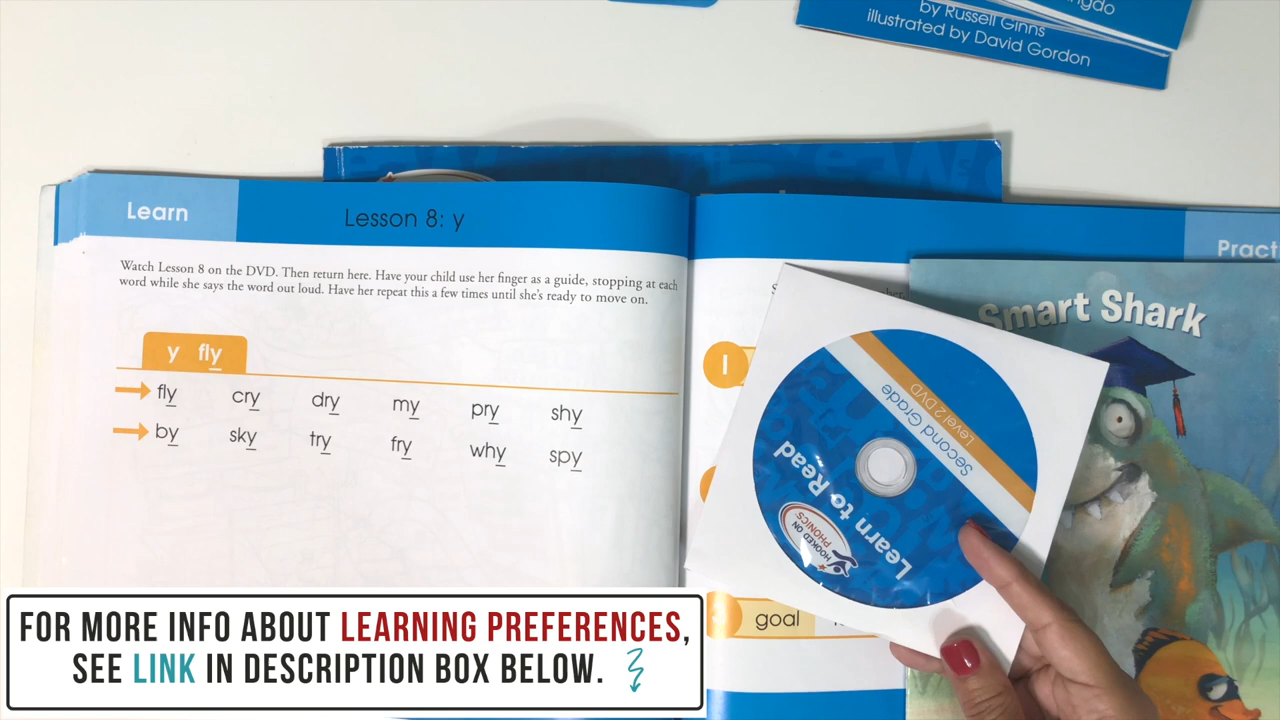 ngdo
by Russell Ginns
illustrated by David Gordon
Learn
Lesson 8: y
Watch Lesson 8 on the DVD. Then return here. Have your child use her finger as a guide, stopping at each
word while she says the word out loud. Have her repeat this a few times until she's ready to move on.
y fly
fly cry dry my pry shy
by sky try fry why spy
Pract
her
1
Smart Shark
Second Grade
Level 2 DVD
Learn to Read
HOOKED ON
PHONICS
goal
FOR MORE INFO ABOUT LEARNING PREFERENCES,
SEE LINK IN DESCRIPTION BOX BELOW.